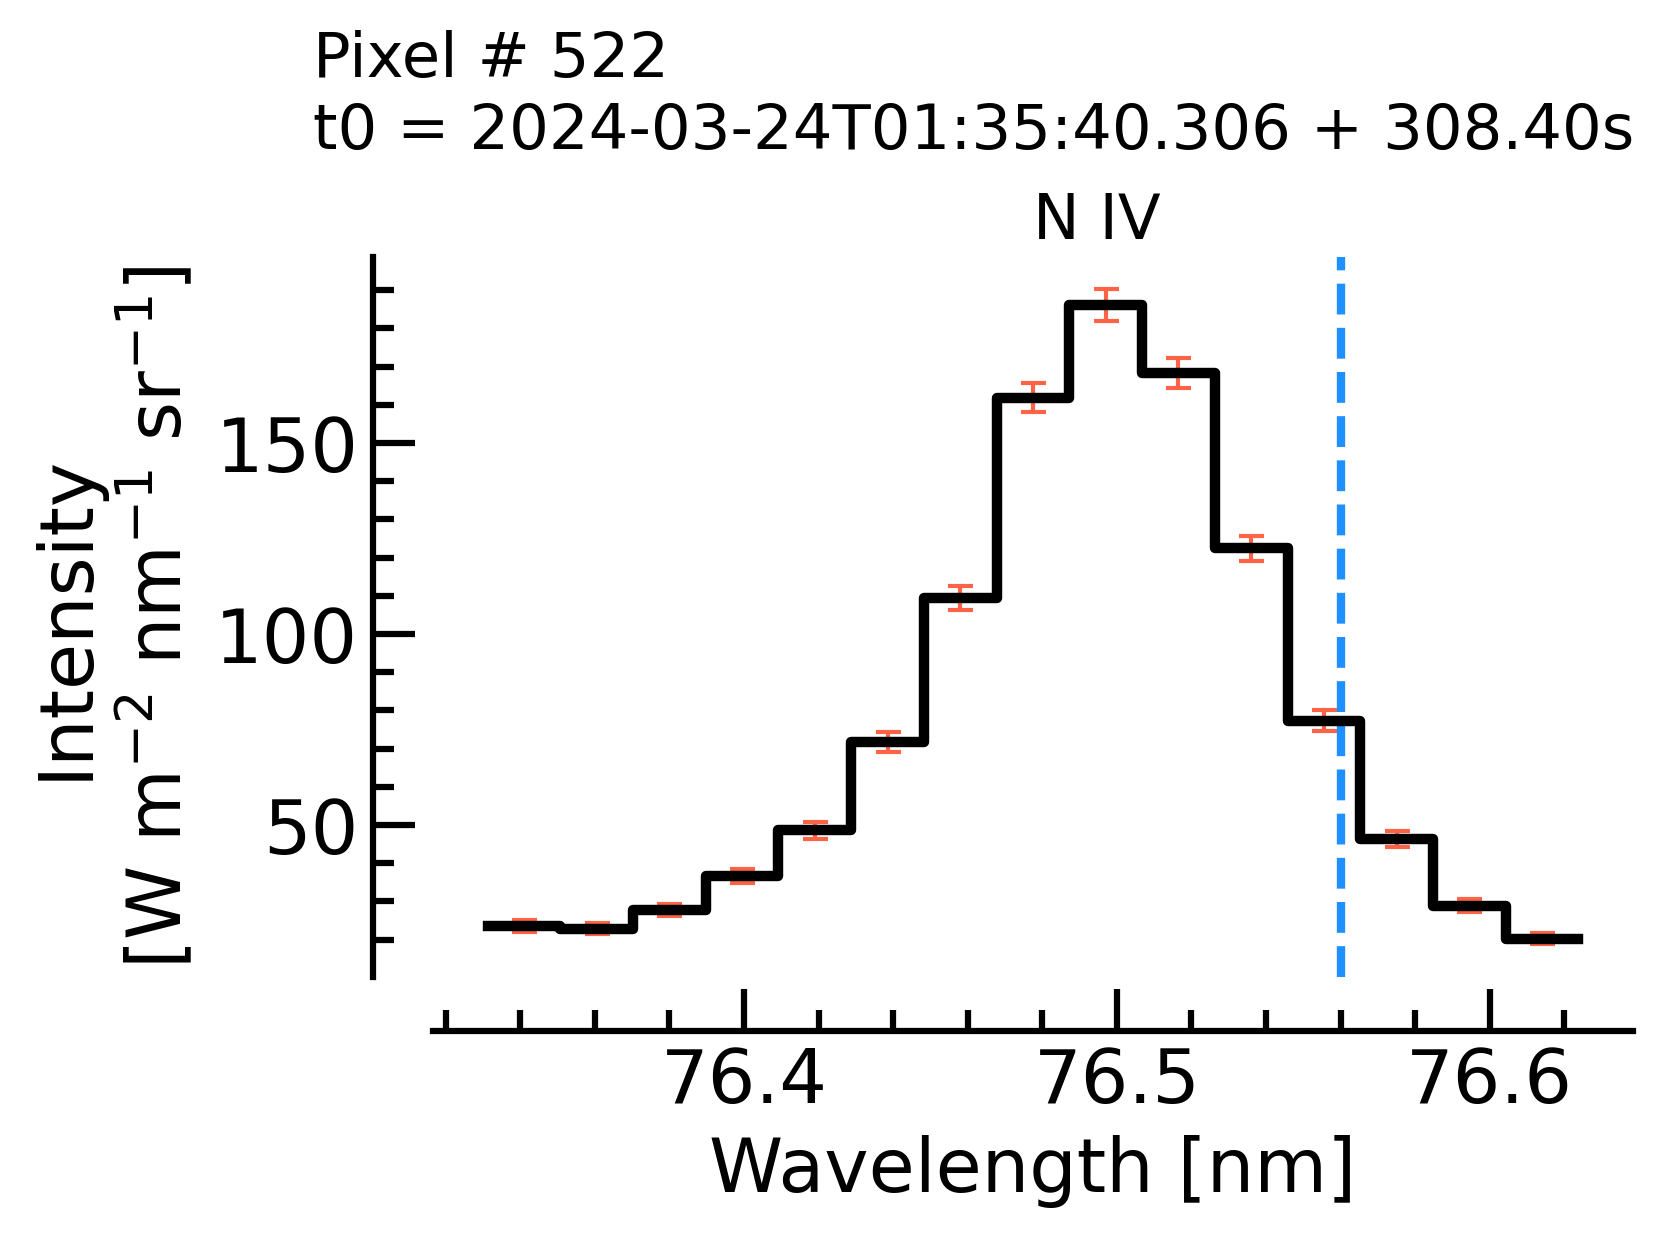 Pixel # 522
t0 = 2024-03-24T01:35:40.306 + 308.40s
N IV
Intensity
[W m⁻² nm⁻¹ sr⁻¹]
150
100
50
76.4 76.5 76.6
Wavelength [nm]